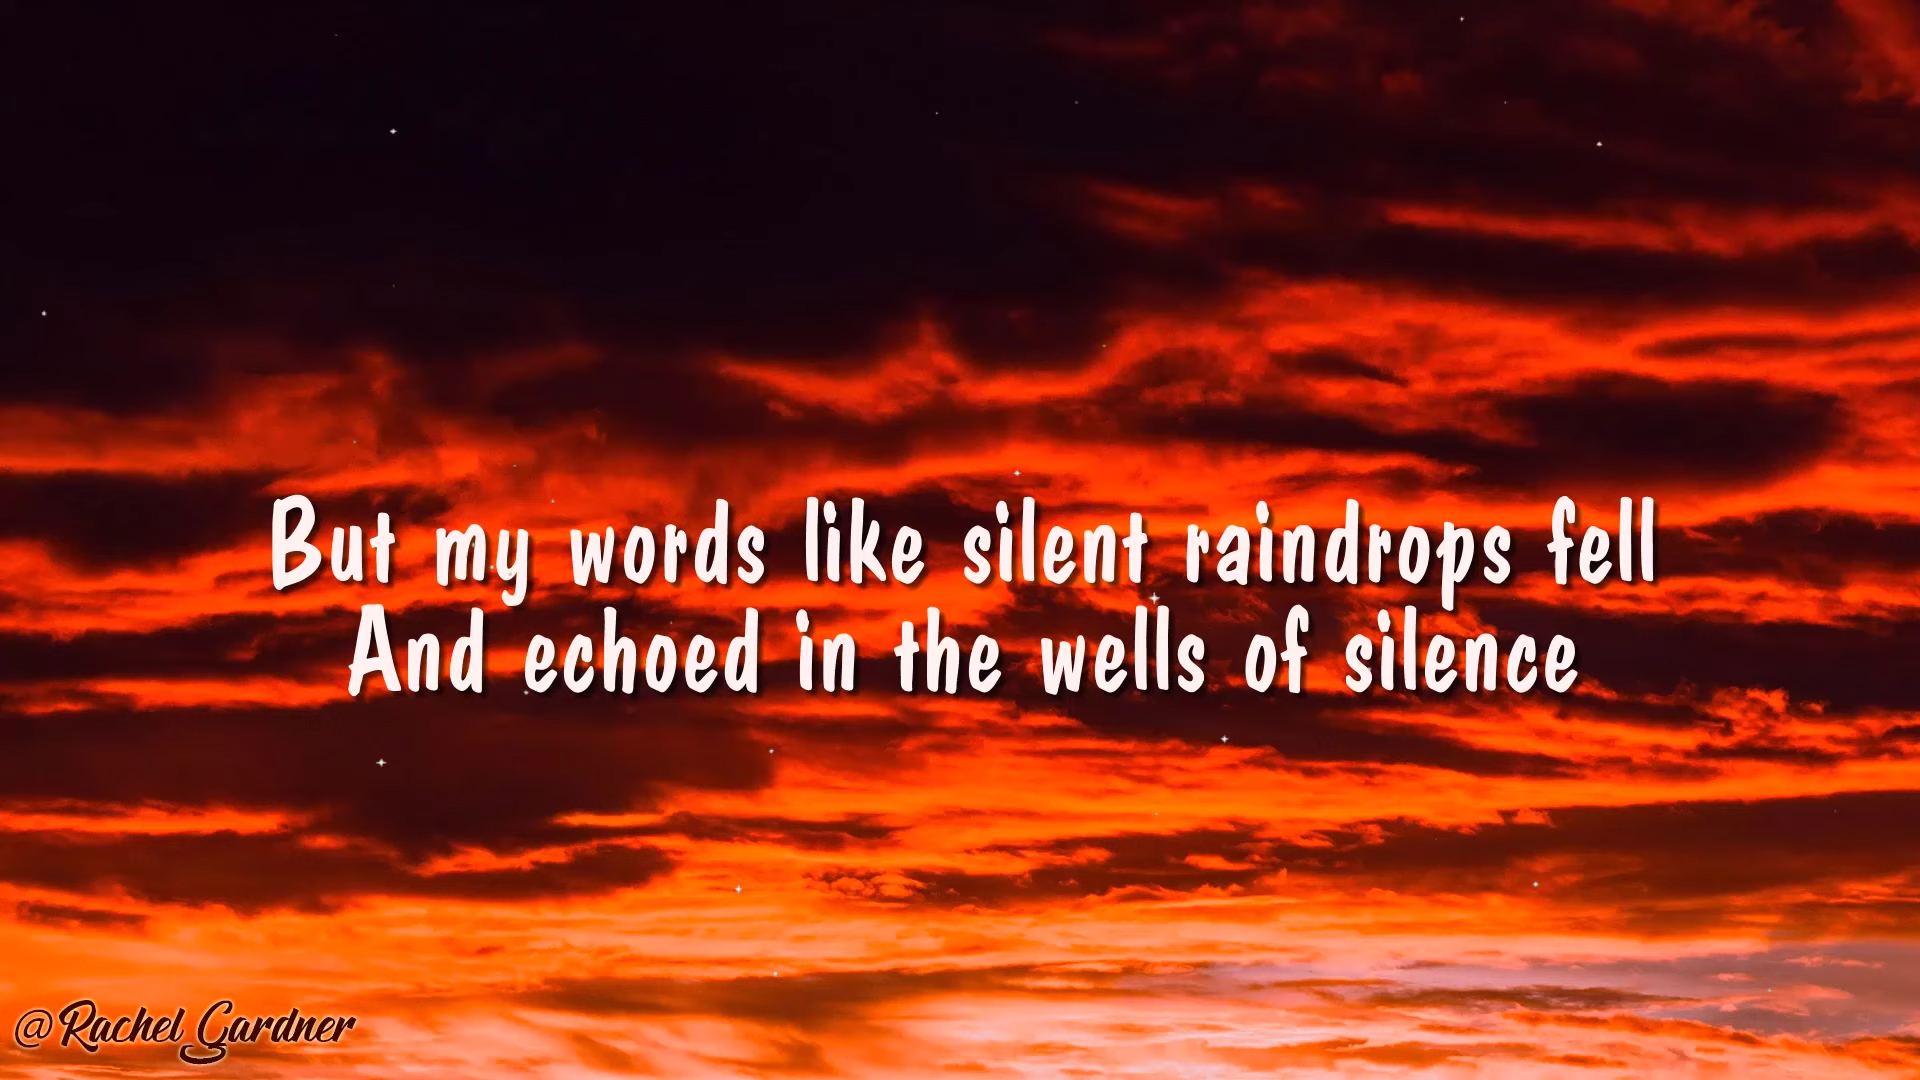 But my words like silent raindrops fell
And echoed in the wells of silence
@Rachel Gardner